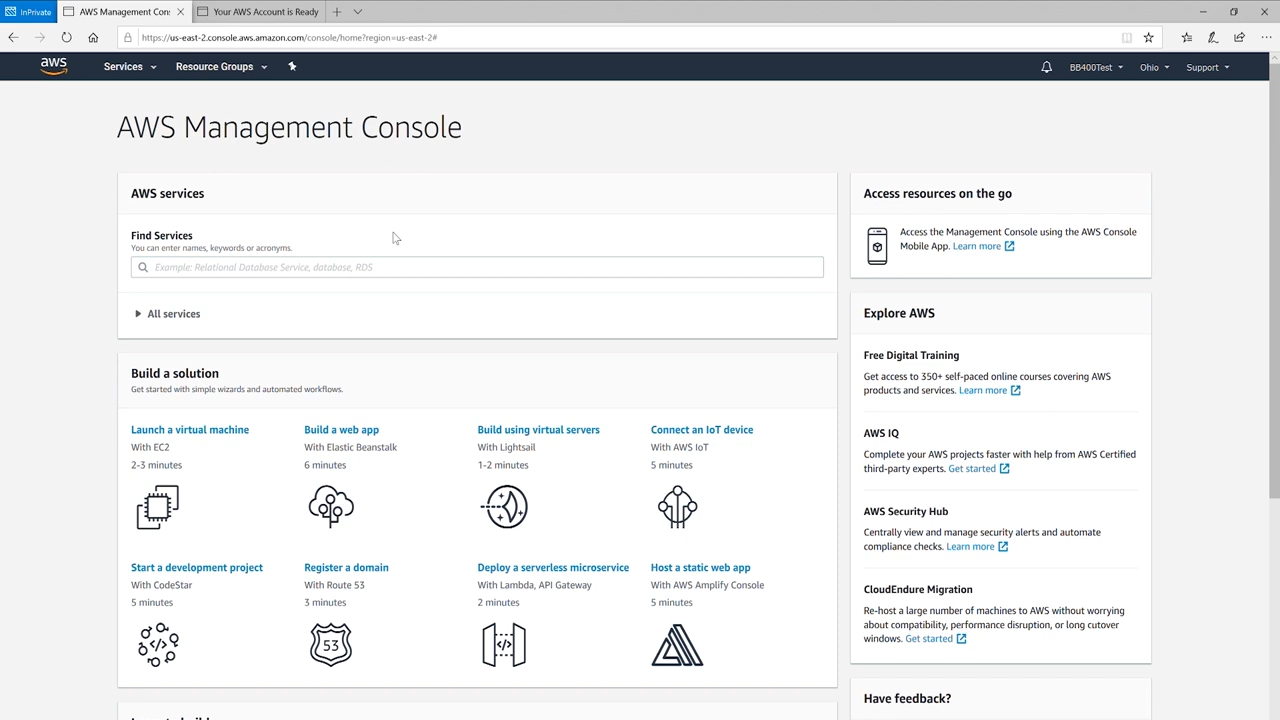 InPrivate
AWS Management Cons
Your AWS Account is Ready
https://us-east-2.console.aws.amazon.com/console/home?region=us-east-2#
aws
Services
Resource Groups
BB400Test
Ohio
Support
AWS Management Console
AWS services
Find Services
You can enter names, keywords or acronyms.
Example: Relational Database Service, database, RDS
All services
Build a solution
Get started with simple wizards and automated workflows.
Launch a virtual machine
With EC2
2-3 minutes
Build a web app
With Elastic Beanstalk
6 minutes
Build using virtual servers
With Lightsail
1-2 minutes
Connect an IoT device
With AWS IoT
5 minutes
Start a development project
With CodeStar
5 minutes
Register a domain
With Route 53
3 minutes
53
Deploy a serverless microservice
With Lambda, API Gateway
2 minutes
Host a static web app
With AWS Amplify Console
5 minutes
Access resources on the go
Access the Management Console using the AWS Console
Mobile App. Learn more
Explore AWS
Free Digital Training
Get access to 350+ self-paced online courses covering AWS
products and services. Learn more
AWS IQ
Complete your AWS projects faster with help from AWS Certified
third-party experts. Get started
AWS Security Hub
Centrally view and manage security alerts and automate
compliance checks. Learn more
CloudEndure Migration
Re-host a large number of machines to AWS without worrying
about compatibility, performance disruption, or long cutover
windows. Get started
Have feedback?